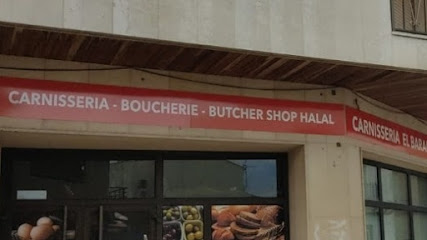 CARNISSERIA - BOUCHERIE - BUTCHER SHOP HALAL
CARNISSERIA EL BARA